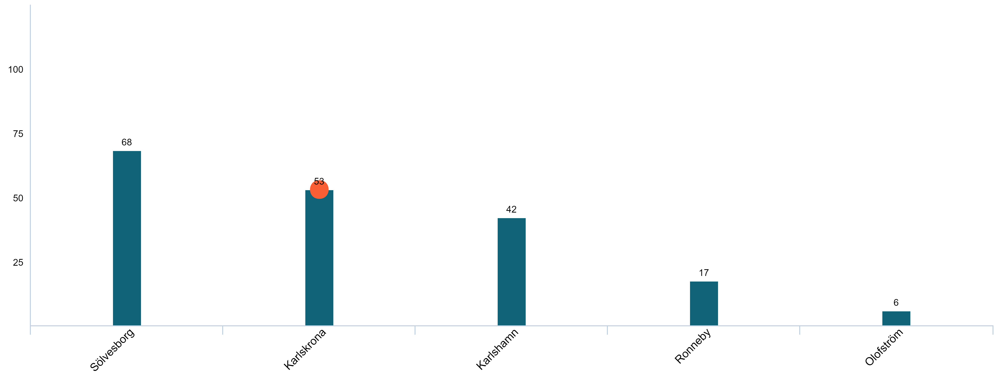 100
75
50
25
68
53
42
17
6
Sölvesborg
Karlskrona
Karlshamn
Ronneby
Olofström